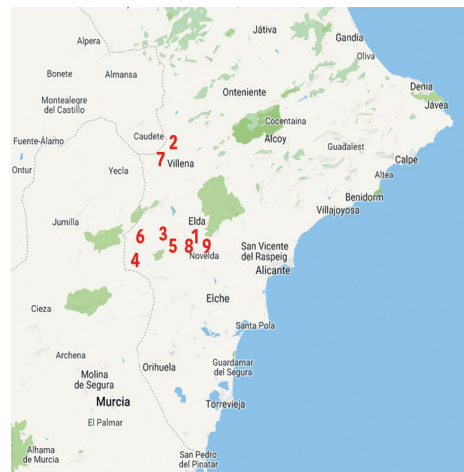 Játiva
Gandia
Oliva
Alpera
Bonete
Almansa
Onteniente
Denia
Jávea
Montealegre
del Castillo
Cocentaina
Alcoy
Fuente-Álamo
Caudete
2
7
Villena
Guadalest
Calpe
Ontur
Yecla
Altea
Benidorm
Villajoyosa
Jumilla
Elda
6
3
1
5
8
9
4
Novelda
San Vicente
del Raspeig
Alicante
Cieza
Elche
Santa Pola
Archena
Orihuela
Guardamar
del Segura
Molina
de Segura
Murcia
Torrevieja
El Palmar
Alhama
de Murcia
San Pedro
del Pinatar